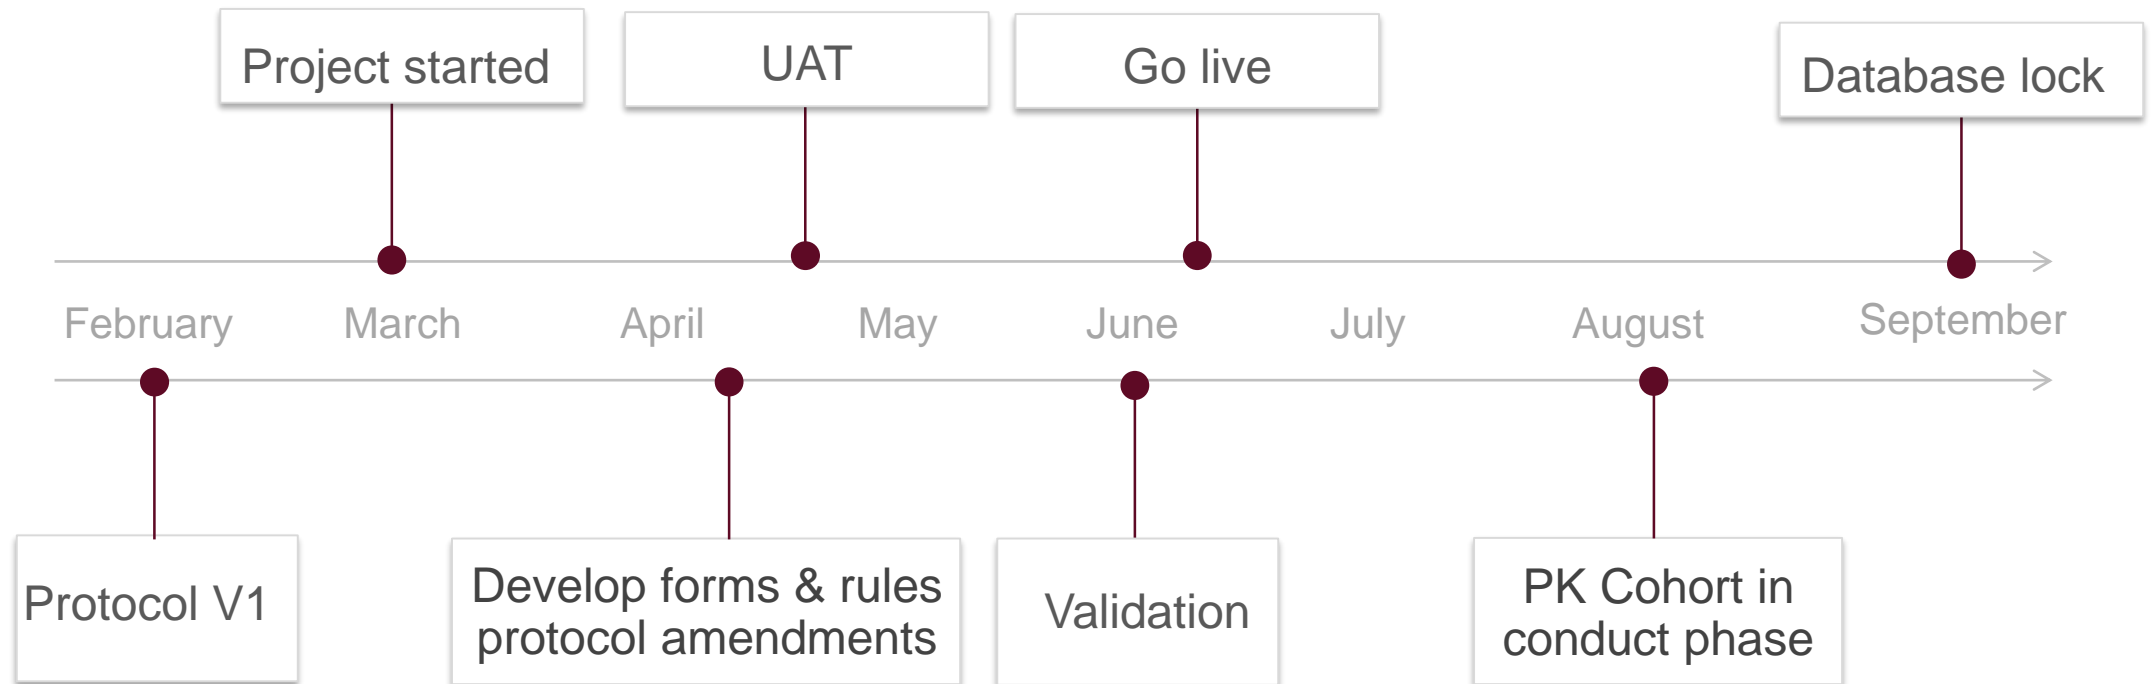 Project started
UAT
Go live
Database lock
February
March
April
May
June
July
August
September
Protocol V1
Develop forms & rules
protocol amendments
Validation
PK Cohort in
conduct phase